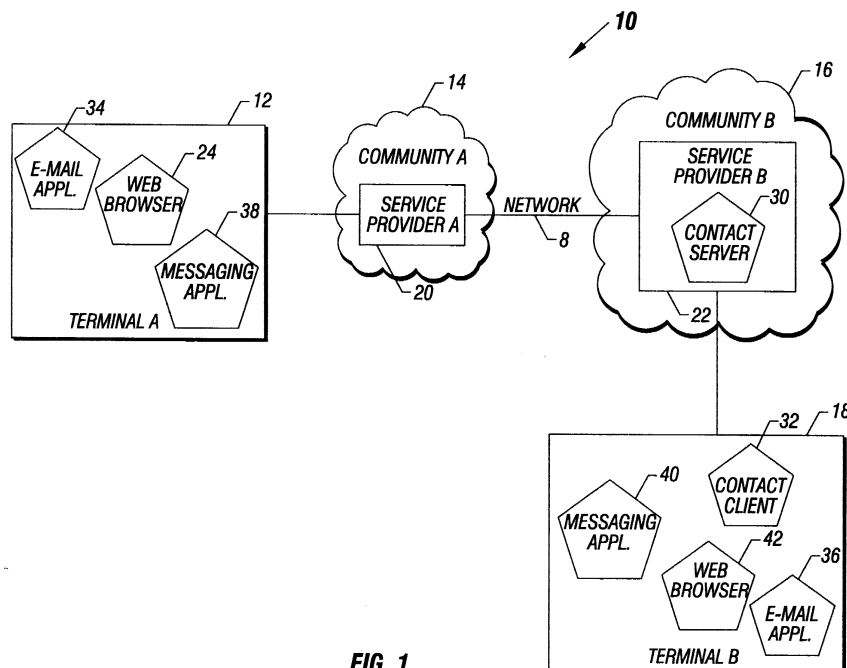 10
34
12
14
16
E-MAIL
APPL.
24
WEB
BROWSER
38
MESSAGING
APPL.
TERMINAL A
COMMUNITY A
SERVICE
PROVIDER A
20
NETWORK
8
COMMUNITY B
SERVICE
PROVIDER B
30
CONTACT
SERVER
22
18
32
CONTACT
CLIENT
40
MESSAGING
APPL.
42
WEB
BROWSER
36
E-MAIL
APPL.
TERMINAL B
FIG. 1